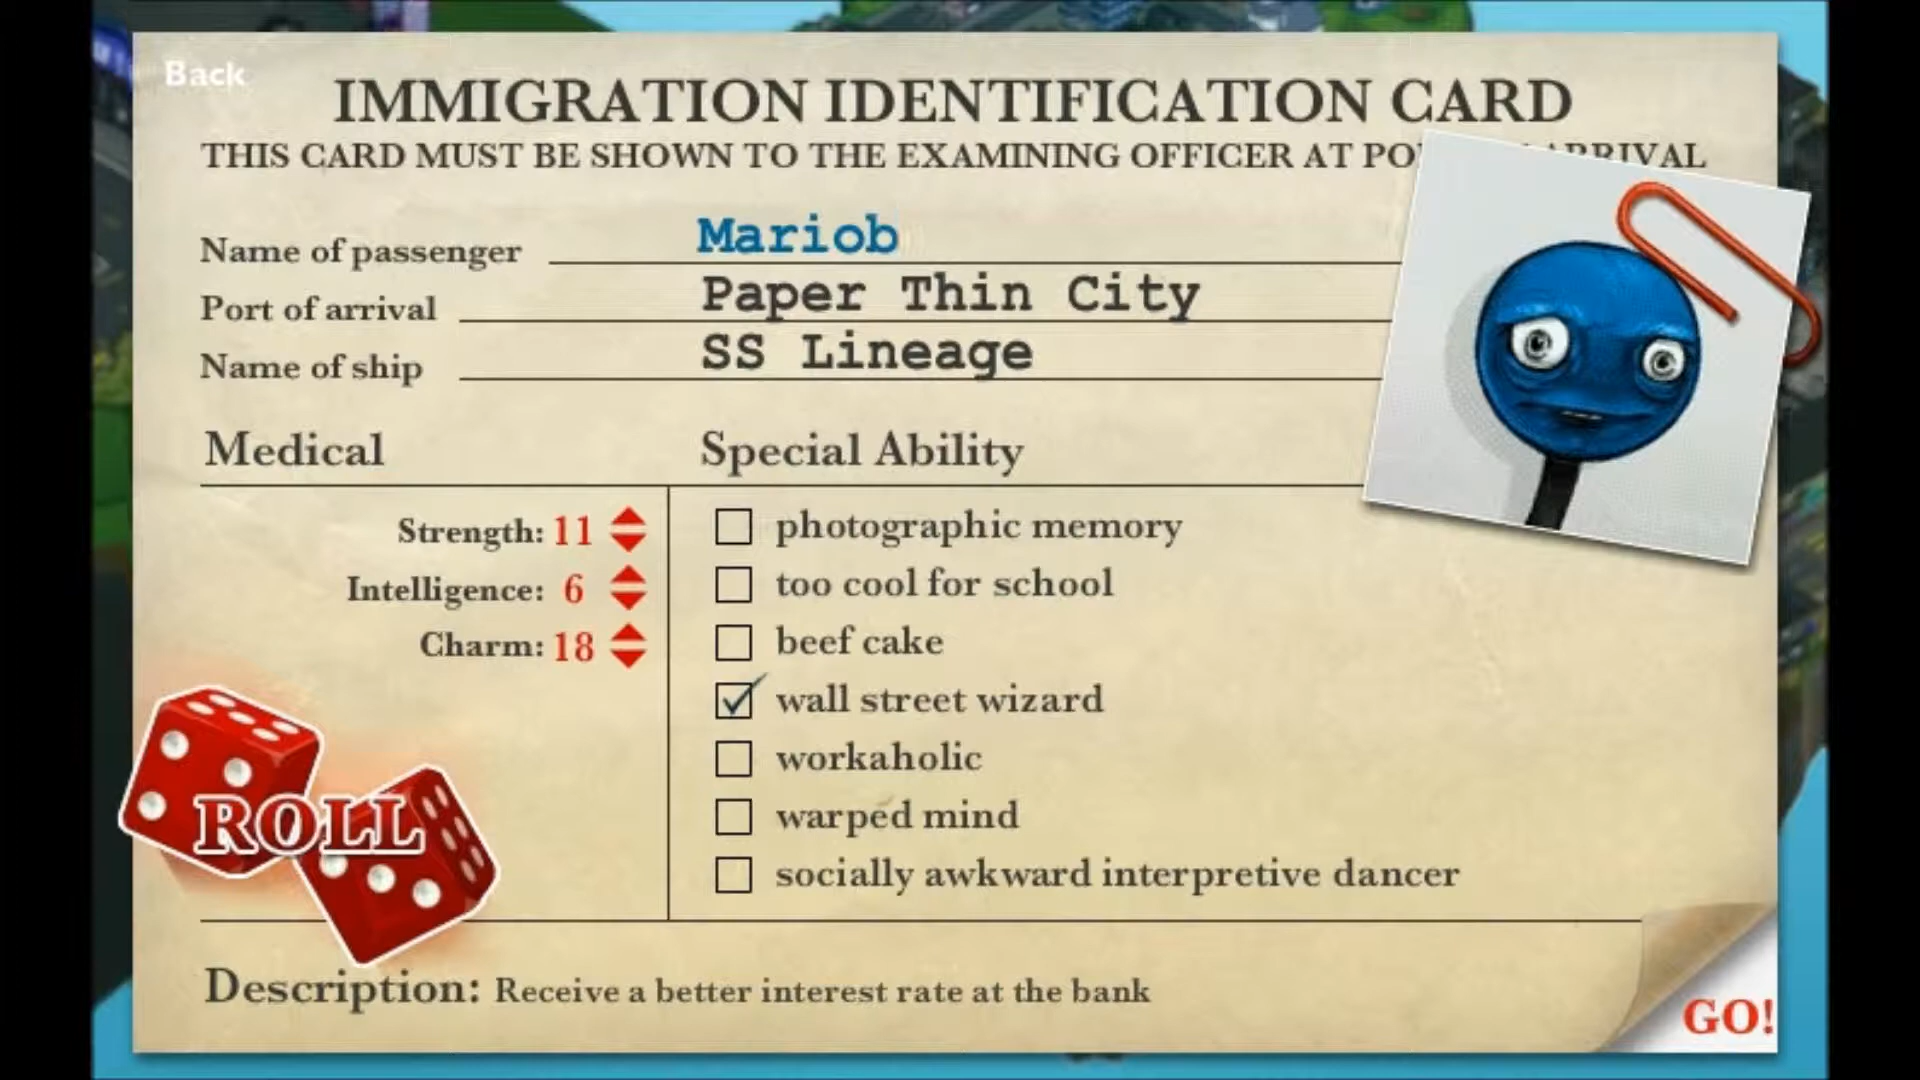 Back
IMMIGRATION IDENTIFICATION CARD
THIS CARD MUST BE SHOWN TO THE EXAMINING OFFICER AT ARRIVAL
Name of passenger Mariob
Port of arrival Paper Thin City
Name of ship SS Lineage
Medical Special Ability
Strength: 11 photographic memory
Intelligence: 6 too cool for school
Charm: 18 beef cake
wall street wizard
workaholic
ROLL warped mind
socially awkward interpretive dancer
Description: Receive a better interest rate at the bank
GO!